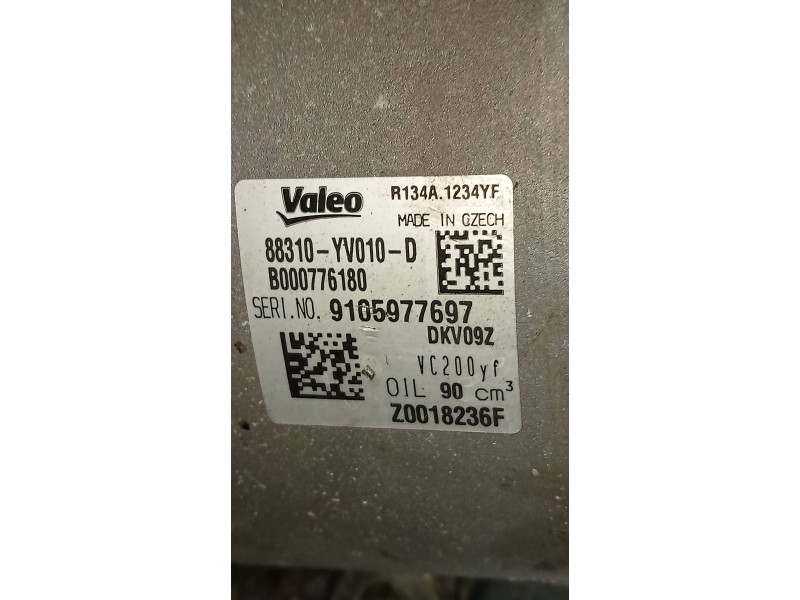 Valeo R134A.1234YF
MADE IN CZECH
88310-YV010-D
B000776180
SERI.NO. 9105977697
DKV09Z
VC200yf
OIL 90 cm³
Z0018236F